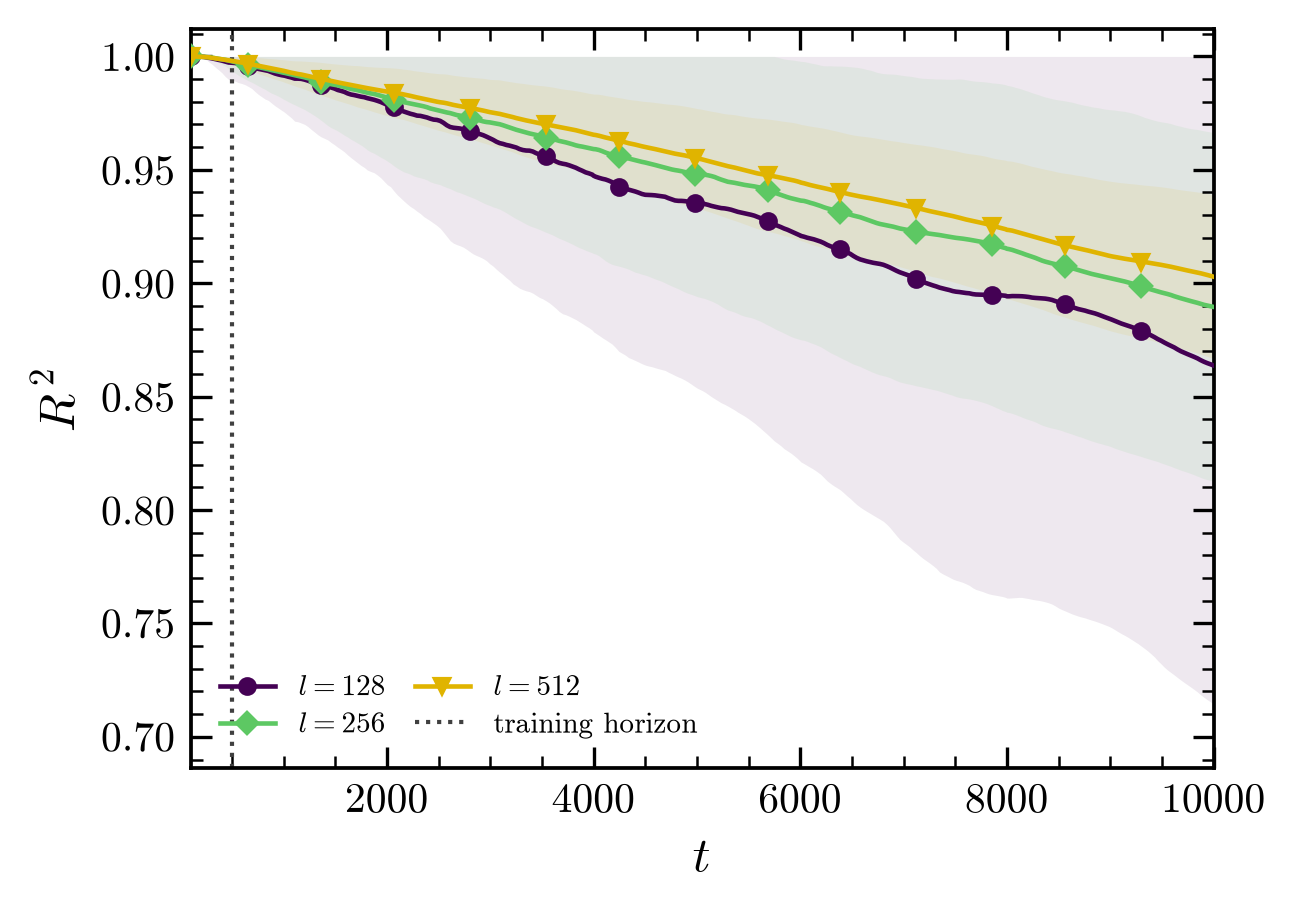 1.00
0.95
0.90
0.85
0.80
0.75
0.70
R²
l = 128
l = 256
l = 512
training horizon
2000 4000 6000 8000 10000
t